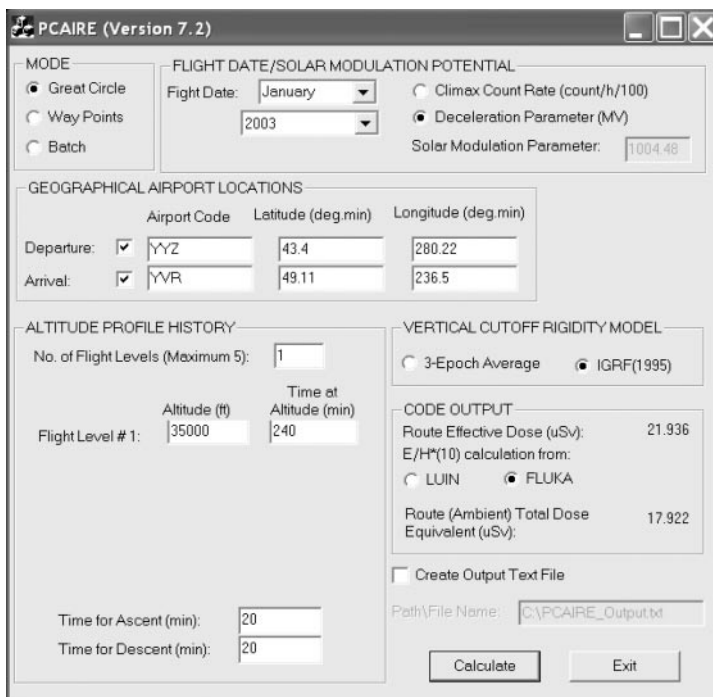 PCAIRE (Version 7.2)
MODE
Great Circle
Way Points
Batch
FLIGHT DATE/SOLAR MODULATION POTENTIAL
Fight Date: January
2003
Climax Count Rate (count/h/100)
Deceleration Parameter (MV)
Solar Modulation Parameter: 1004.48
GEOGRAPHICAL AIRPORT LOCATIONS
Airport Code Latitude (deg.min) Longitude (deg.min)
Departure: YYZ 43.4 280.22
Arrival: YVR 49.11 236.5
ALTITUDE PROFILE HISTORY
No. of Flight Levels (Maximum 5): 1
Altitude (ft) Time at Altitude (min)
Flight Level # 1: 35000 240
Time for Ascent (min): 20
Time for Descent (min): 20
VERTICAL CUTOFF RIGIDITY MODEL
3-Epoch Average IGRF(1995)
CODE OUTPUT
Route Effective Dose (uSv): 21.936
E/H*(10) calculation from:
LUIN FLUKA
Route (Ambient) Total Dose
Equivalent (uSv): 17.922
Create Output Text File
Path\File Name: C:\PCAIRE_Output.txt
Calculate Exit